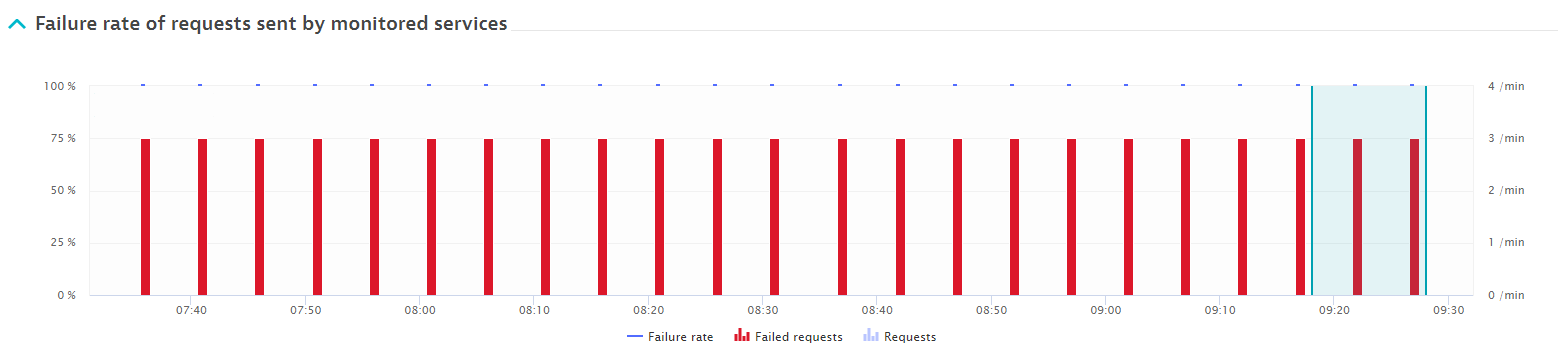 Failure rate of requests sent by monitored services
100 %
75 %
50 %
25 %
0 %
4 /min
3 /min
2 /min
1 /min
0 /min
07:40 07:50 08:00 08:10 08:20 08:30 08:40 08:50 09:00 09:10 09:20 09:30
Failure rate Failed requests Requests